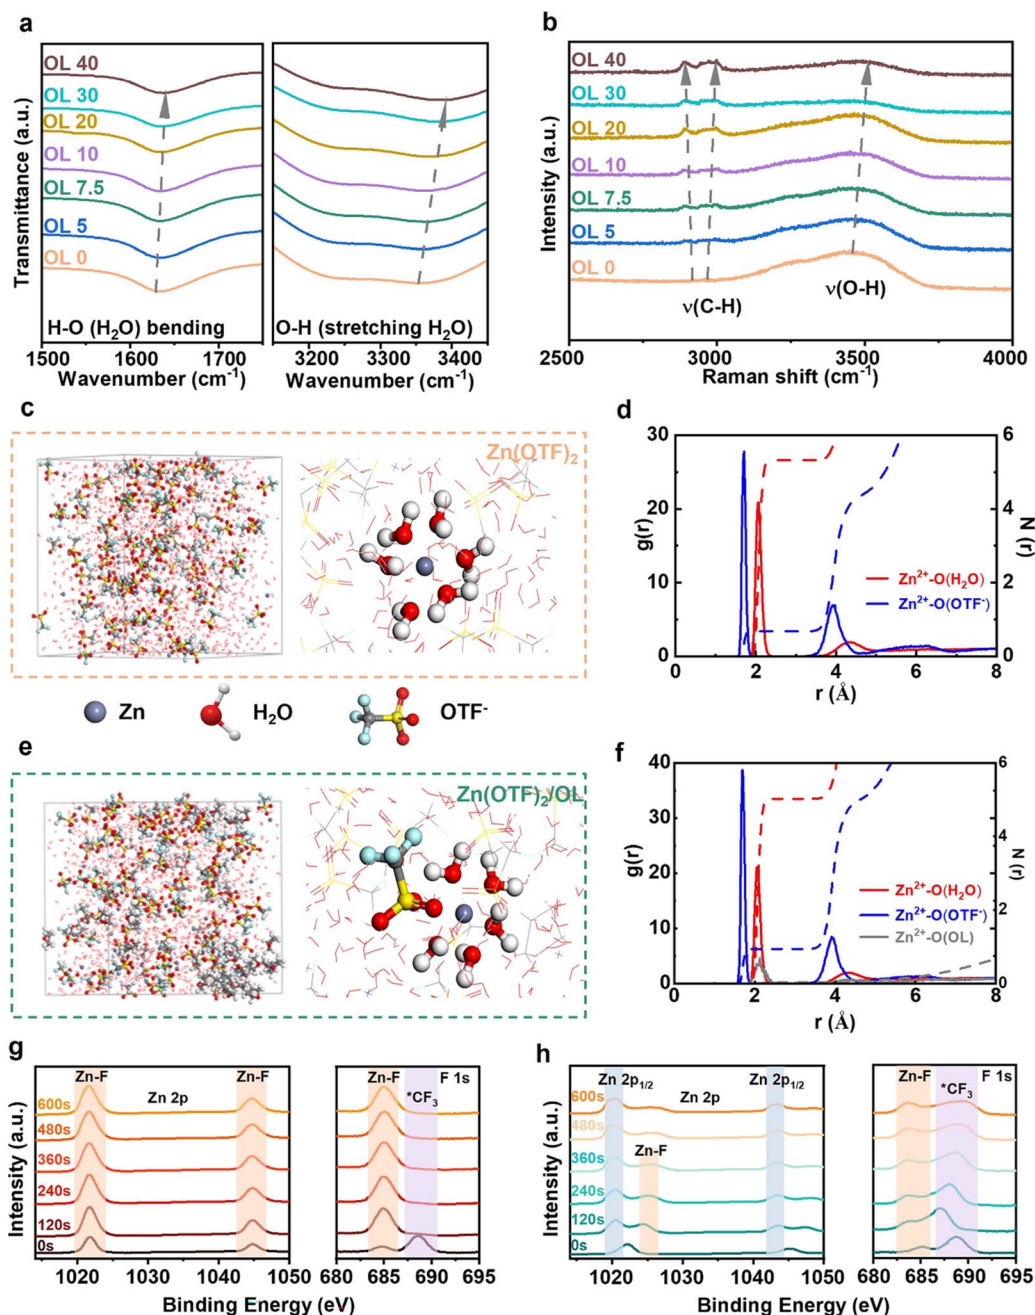 a
OL 40
OL 30
OL 20
OL 10
OL 7.5
OL 5
OL 0
Transmittance (a.u.)
H-O (H₂O) bending
O-H (stretching H₂O)
1500 1600 1700
3200 3300 3400
Wavenumber (cm⁻¹)
Wavenumber (cm⁻¹)
b
OL 40
OL 30
OL 20
OL 10
OL 7.5
OL 5
OL 0
Intensity (a.u.)
ν(C-H)
ν(O-H)
2500 3000 3500 4000
Raman shift (cm⁻¹)
c
Zn(OTF)₂
Zn
H₂O
OTF⁻
d
30
20
10
0
g(r)
6
4
2
0
N (r)
Zn²⁺-O(H₂O)
Zn²⁺-O(OTF⁻)
0 2 4 6 8
r (Å)
e
Zn(OTF)₂/OL
f
40
30
20
10
0
g(r)
6
4
2
0
N (r)
Zn²⁺-O(H₂O)
Zn²⁺-O(OTF⁻)
Zn²⁺-O(OL)
0 2 4 6 8
r (Å)
g
Zn-F
Zn 2p
Zn-F
600s
480s
360s
240s
120s
0s
Intensity (a.u.)
1020 1030 1040 1050
Zn-F
F 1s
*CF₃
680 685 690 695
Binding Energy (eV)
h
Zn 2p₁/₂
Zn 2p
Zn 2p₁/₂
600s
480s
360s
Zn-F
240s
120s
0s
Intensity (a.u.)
1020 1030 1040 1050
Zn-F
F 1s
*CF₃
680 685 690 695
Binding Energy (eV)